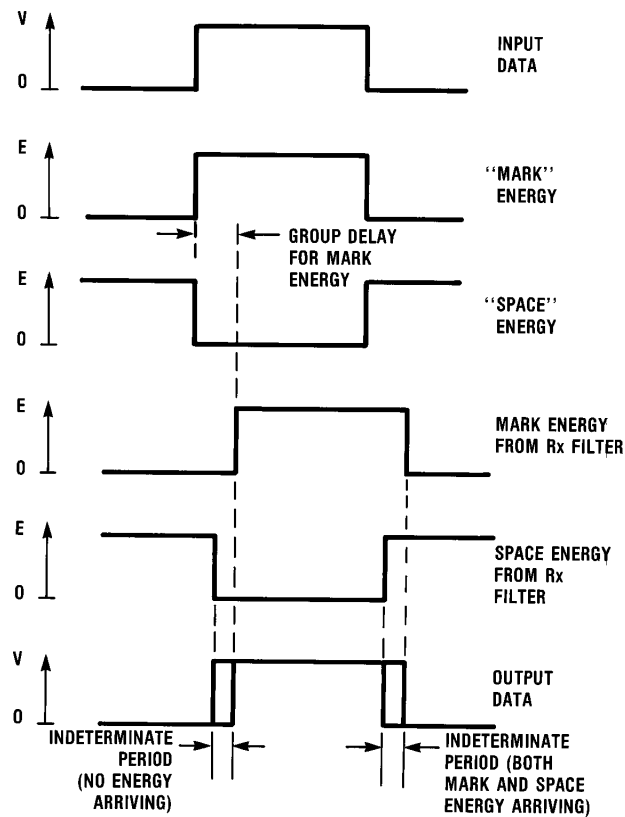 V
0
INPUT
DATA
E
0
“MARK”
ENERGY
GROUP DELAY
FOR MARK
ENERGY
E
0
“SPACE”
ENERGY
E
0
MARK ENERGY
FROM Rx FILTER
E
0
SPACE ENERGY
FROM Rx
FILTER
V
0
OUTPUT
DATA
INDETERMINATE
PERIOD
(NO ENERGY
ARRIVING)
INDETERMINATE
PERIOD (BOTH
MARK AND SPACE
ENERGY ARRIVING)